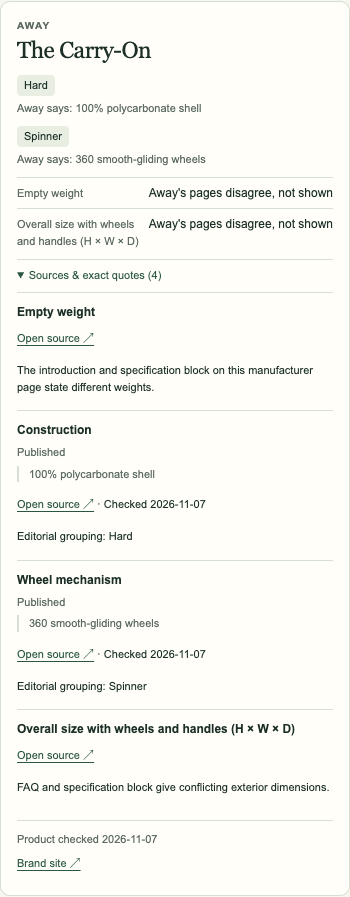 AWAY
The Carry-On
Hard
Away says: 100% polycarbonate shell
Spinner
Away says: 360 smooth-gliding wheels
Empty weight Away's pages disagree, not shown
Overall size with wheels and handles (H × W × D) Away's pages disagree, not shown
▼ Sources & exact quotes (4)
Empty weight
Open source ↗
The introduction and specification block on this manufacturer
page state different weights.
Construction
Published
100% polycarbonate shell
Open source ↗ · Checked 2026-11-07
Editorial grouping: Hard
Wheel mechanism
Published
360 smooth-gliding wheels
Open source ↗ · Checked 2026-11-07
Editorial grouping: Spinner
Overall size with wheels and handles (H × W × D)
Open source ↗
FAQ and specification block give conflicting exterior dimensions.
Product checked 2026-11-07
Brand site ↗